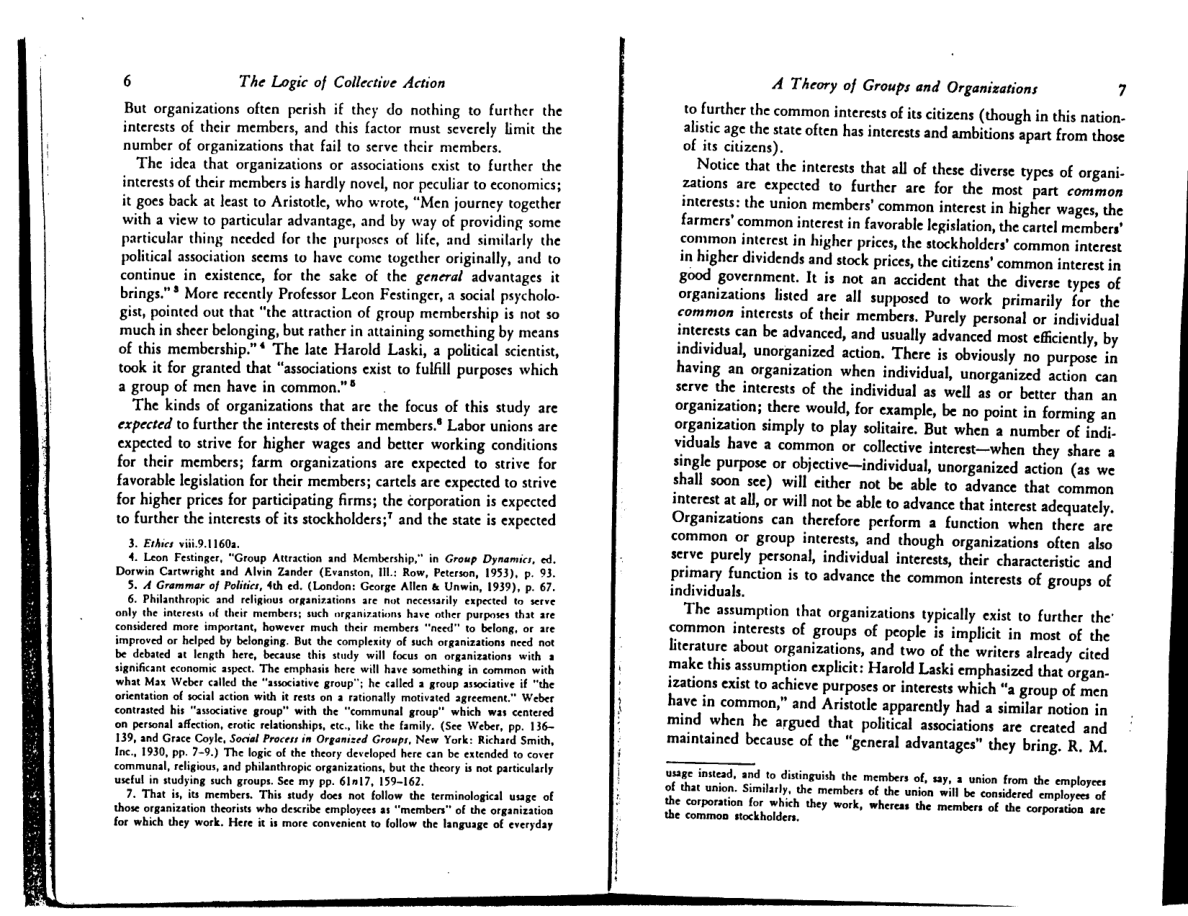 6 The Logic of Collective Action
But organizations often perish if they do nothing to further the
interests of their members, and this factor must severely limit the
number of organizations that fail to serve their members.
The idea that organizations or associations exist to further the
interests of their members is hardly novel, nor peculiar to economics;
it goes back at least to Aristotle, who wrote, "Men journey together
with a view to particular advantage, and by way of providing some
particular thing needed for the purposes of life, and similarly the
political association seems to have come together originally, and to
continue in existence, for the sake of the general advantages it
brings." 3 More recently Professor Leon Festinger, a social psycholo-
gist, pointed out that "the attraction of group membership is not so
much in sheer belonging, but rather in attaining something by means
of this membership." 4 The late Harold Laski, a political scientist,
took it for granted that "associations exist to fulfill purposes which
a group of men have in common." 5
The kinds of organizations that are the focus of this study are
expected to further the interests of their members.6 Labor unions are
expected to strive for higher wages and better working conditions
for their members; farm organizations are expected to strive for
favorable legislation for their members; cartels are expected to strive
for higher prices for participating firms; the corporation is expected
to further the interests of its stockholders;7 and the state is expected
3. Ethics viii.9.1160a.
4. Leon Festinger, "Group Attraction and Membership," in Group Dynamics, ed.
Dorwin Cartwright and Alvin Zander (Evanston, Ill.: Row, Peterson, 1953), p. 93.
5. A Grammar of Politics, 4th ed. (London: George Allen & Unwin, 1939), p. 67.
6. Philanthropic and religious organizations are not necessarily expected to serve
only the interests of their members; such organizations have other purposes that are
considered more important, however much their members "need" to belong, or are
improved or helped by belonging. But the complexity of such organizations need not
be debated at length here, because this study will focus on organizations with a
significant economic aspect. The emphasis here will have something in common with
what Max Weber called the "associative group"; he called a group associative if "the
orientation of social action with it rests on a rationally motivated agreement." Weber
contrasted his "associative group" with the "communal group" which was centered
on personal affection, erotic relationships, etc., like the family. (See Weber, pp. 136–
139, and Grace Coyle, Social Process in Organized Groups, New York: Richard Smith,
Inc., 1930, pp. 7–9.) The logic of the theory developed here can be extended to cover
communal, religious, and philanthropic organizations, but the theory is not particularly
useful in studying such groups. See my pp. 61n17, 159–162.
7. That is, its members. This study does not follow the terminological usage of
those organization theorists who describe employees as "members" of the organization
for which they work. Here it is more convenient to follow the language of everyday
A Theory of Groups and Organizations 7
to further the common interests of its citizens (though in this nation-
alistic age the state often has interests and ambitions apart from those
of its citizens).
Notice that the interests that all of these diverse types of organi-
zations are expected to further are for the most part common
interests: the union members' common interest in higher wages, the
farmers' common interest in favorable legislation, the cartel members'
common interest in higher prices, the stockholders' common interest
in higher dividends and stock prices, the citizens' common interest in
good government. It is not an accident that the diverse types of
organizations listed are all supposed to work primarily for the
common interests of their members. Purely personal or individual
interests can be advanced, and usually advanced most efficiently, by
individual, unorganized action. There is obviously no purpose in
having an organization when individual, unorganized action can
serve the interests of the individual as well as or better than an
organization; there would, for example, be no point in forming an
organization simply to play solitaire. But when a number of indi-
viduals have a common or collective interest—when they share a
single purpose or objective—individual, unorganized action (as we
shall soon see) will either not be able to advance that common
interest at all, or will not be able to advance that interest adequately.
Organizations can therefore perform a function when there are
common or group interests, and though organizations often also
serve purely personal, individual interests, their characteristic and
primary function is to advance the common interests of groups of
individuals.
The assumption that organizations typically exist to further the
common interests of groups of people is implicit in most of the
literature about organizations, and two of the writers already cited
make this assumption explicit: Harold Laski emphasized that organ-
izations exist to achieve purposes or interests which "a group of men
have in common," and Aristotle apparently had a similar notion in
mind when he argued that political associations are created and
maintained because of the "general advantages" they bring. R. M.
usage instead, and to distinguish the members of, say, a union from the employees
of that union. Similarly, the members of the union will be considered employees of
the corporation for which they work, whereas the members of the corporation are
the common stockholders.